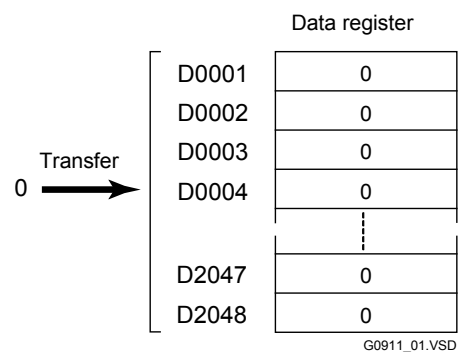 Data register
D0001 0
D0002 0
D0003 0
Transfer
0
D0004 0
D2047 0
D2048 0
G0911_01.VSD